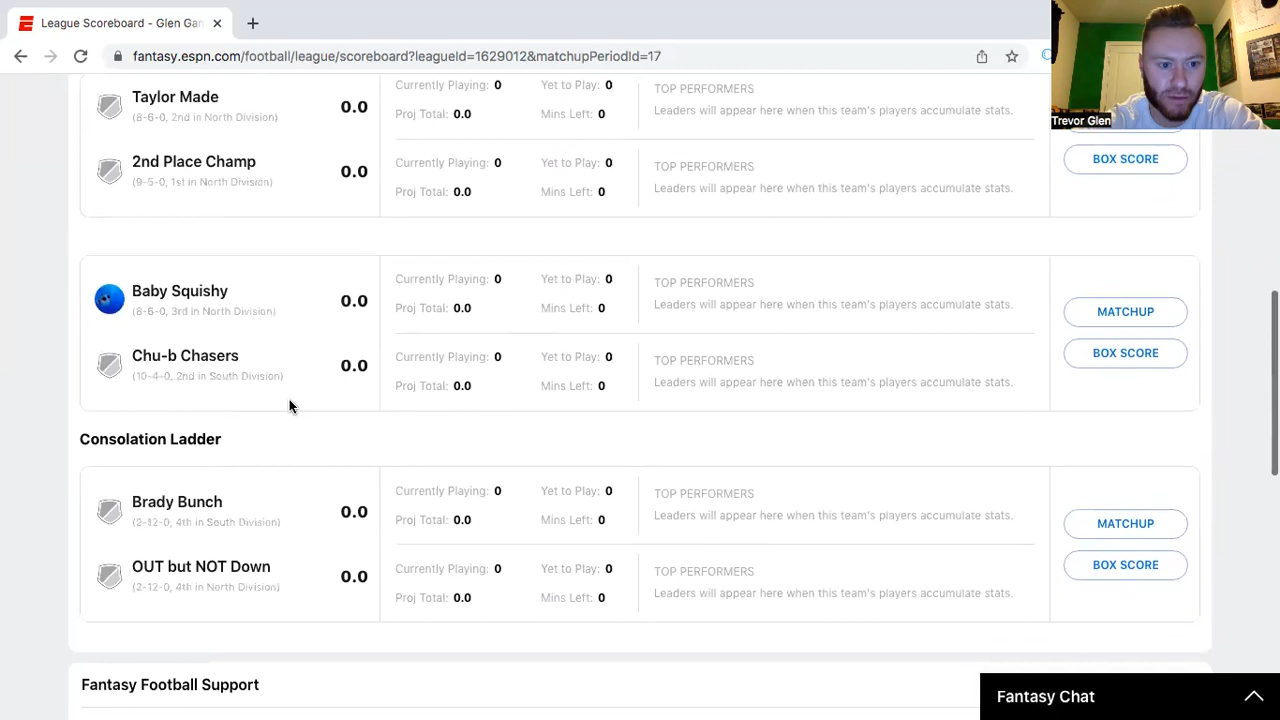 League Scoreboard - Glen Gar
fantasy.espn.com/football/league/scoreboard?leagueId=1629012&matchupPeriodId=17
Trevor Glen
Taylor Made 0.0
(8-6-0, 2nd in North Division)
Currently Playing: 0 Yet to Play: 0
Proj Total: 0.0 Mins Left: 0
TOP PERFORMERS
Leaders will appear here when this team's players accumulate stats.
2nd Place Champ 0.0
(9-5-0, 1st in North Division)
Currently Playing: 0 Yet to Play: 0
Proj Total: 0.0 Mins Left: 0
TOP PERFORMERS
Leaders will appear here when this team's players accumulate stats.
BOX SCORE
Baby Squishy 0.0
(8-6-0, 3rd in North Division)
Currently Playing: 0 Yet to Play: 0
Proj Total: 0.0 Mins Left: 0
TOP PERFORMERS
Leaders will appear here when this team's players accumulate stats.
Chu-b Chasers 0.0
(10-4-0, 2nd in South Division)
Currently Playing: 0 Yet to Play: 0
Proj Total: 0.0 Mins Left: 0
TOP PERFORMERS
Leaders will appear here when this team's players accumulate stats.
MATCHUP
BOX SCORE
Consolation Ladder
Brady Bunch 0.0
(2-12-0, 4th in South Division)
Currently Playing: 0 Yet to Play: 0
Proj Total: 0.0 Mins Left: 0
TOP PERFORMERS
Leaders will appear here when this team's players accumulate stats.
OUT but NOT Down 0.0
(2-12-0, 4th in North Division)
Currently Playing: 0 Yet to Play: 0
Proj Total: 0.0 Mins Left: 0
TOP PERFORMERS
Leaders will appear here when this team's players accumulate stats.
MATCHUP
BOX SCORE
Fantasy Football Support
Fantasy Chat